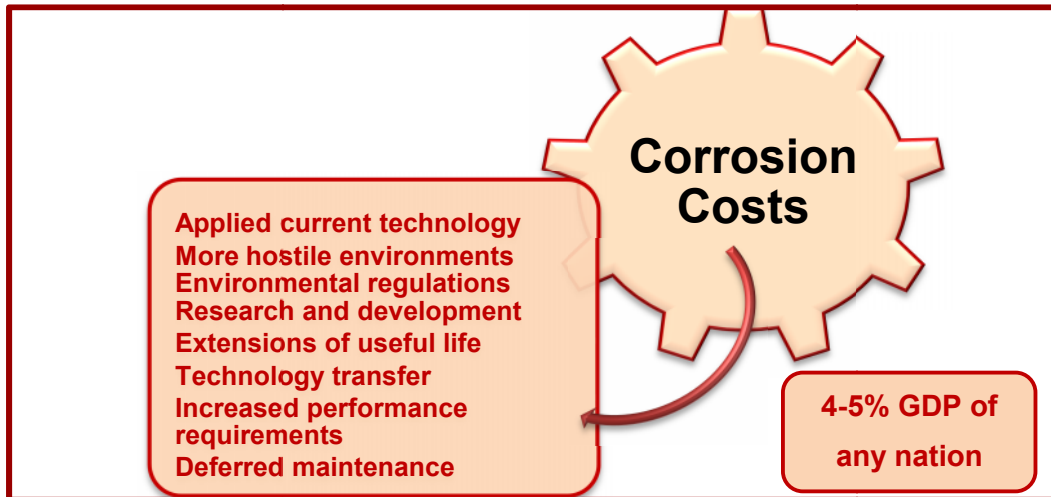 Corrosion
Costs
Applied current technology
More hostile environments
Environmental regulations
Research and development
Extensions of useful life
Technology transfer
Increased performance
requirements
Deferred maintenance
4-5% GDP of
any nation